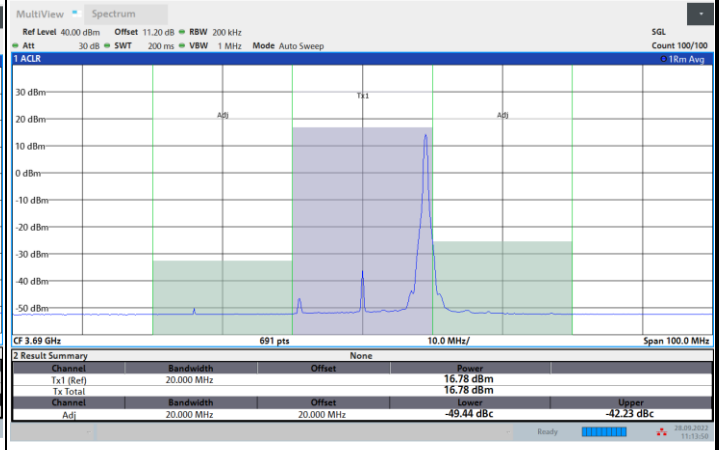 MultiView Spectrum
Ref Level 40.00 dBm Offset 11.20 dB RBW 200 kHz SGL
Att 30 dB SWT 200 ms VBW 1 MHz Mode Auto Sweep Count 100/100
1 ACLR 1Rm Avg
30 dBm
Tx1
20 dBm Adj Adj
10 dBm
0 dBm
-10 dBm
-20 dBm
-30 dBm
-40 dBm
-50 dBm
CF 3.69 GHz 691 pts 10.0 MHz/ Span 100.0 MHz
2 Result Summary None
Channel Bandwidth Offset Power
Tx1 (Ref) 20.000 MHz 16.78 dBm
Tx Total 16.78 dBm
Channel Bandwidth Offset Lower Upper
Adj 20.000 MHz 20.000 MHz -49.44 dBc -42.23 dBc
Ready 28.09.2022
11:13:50